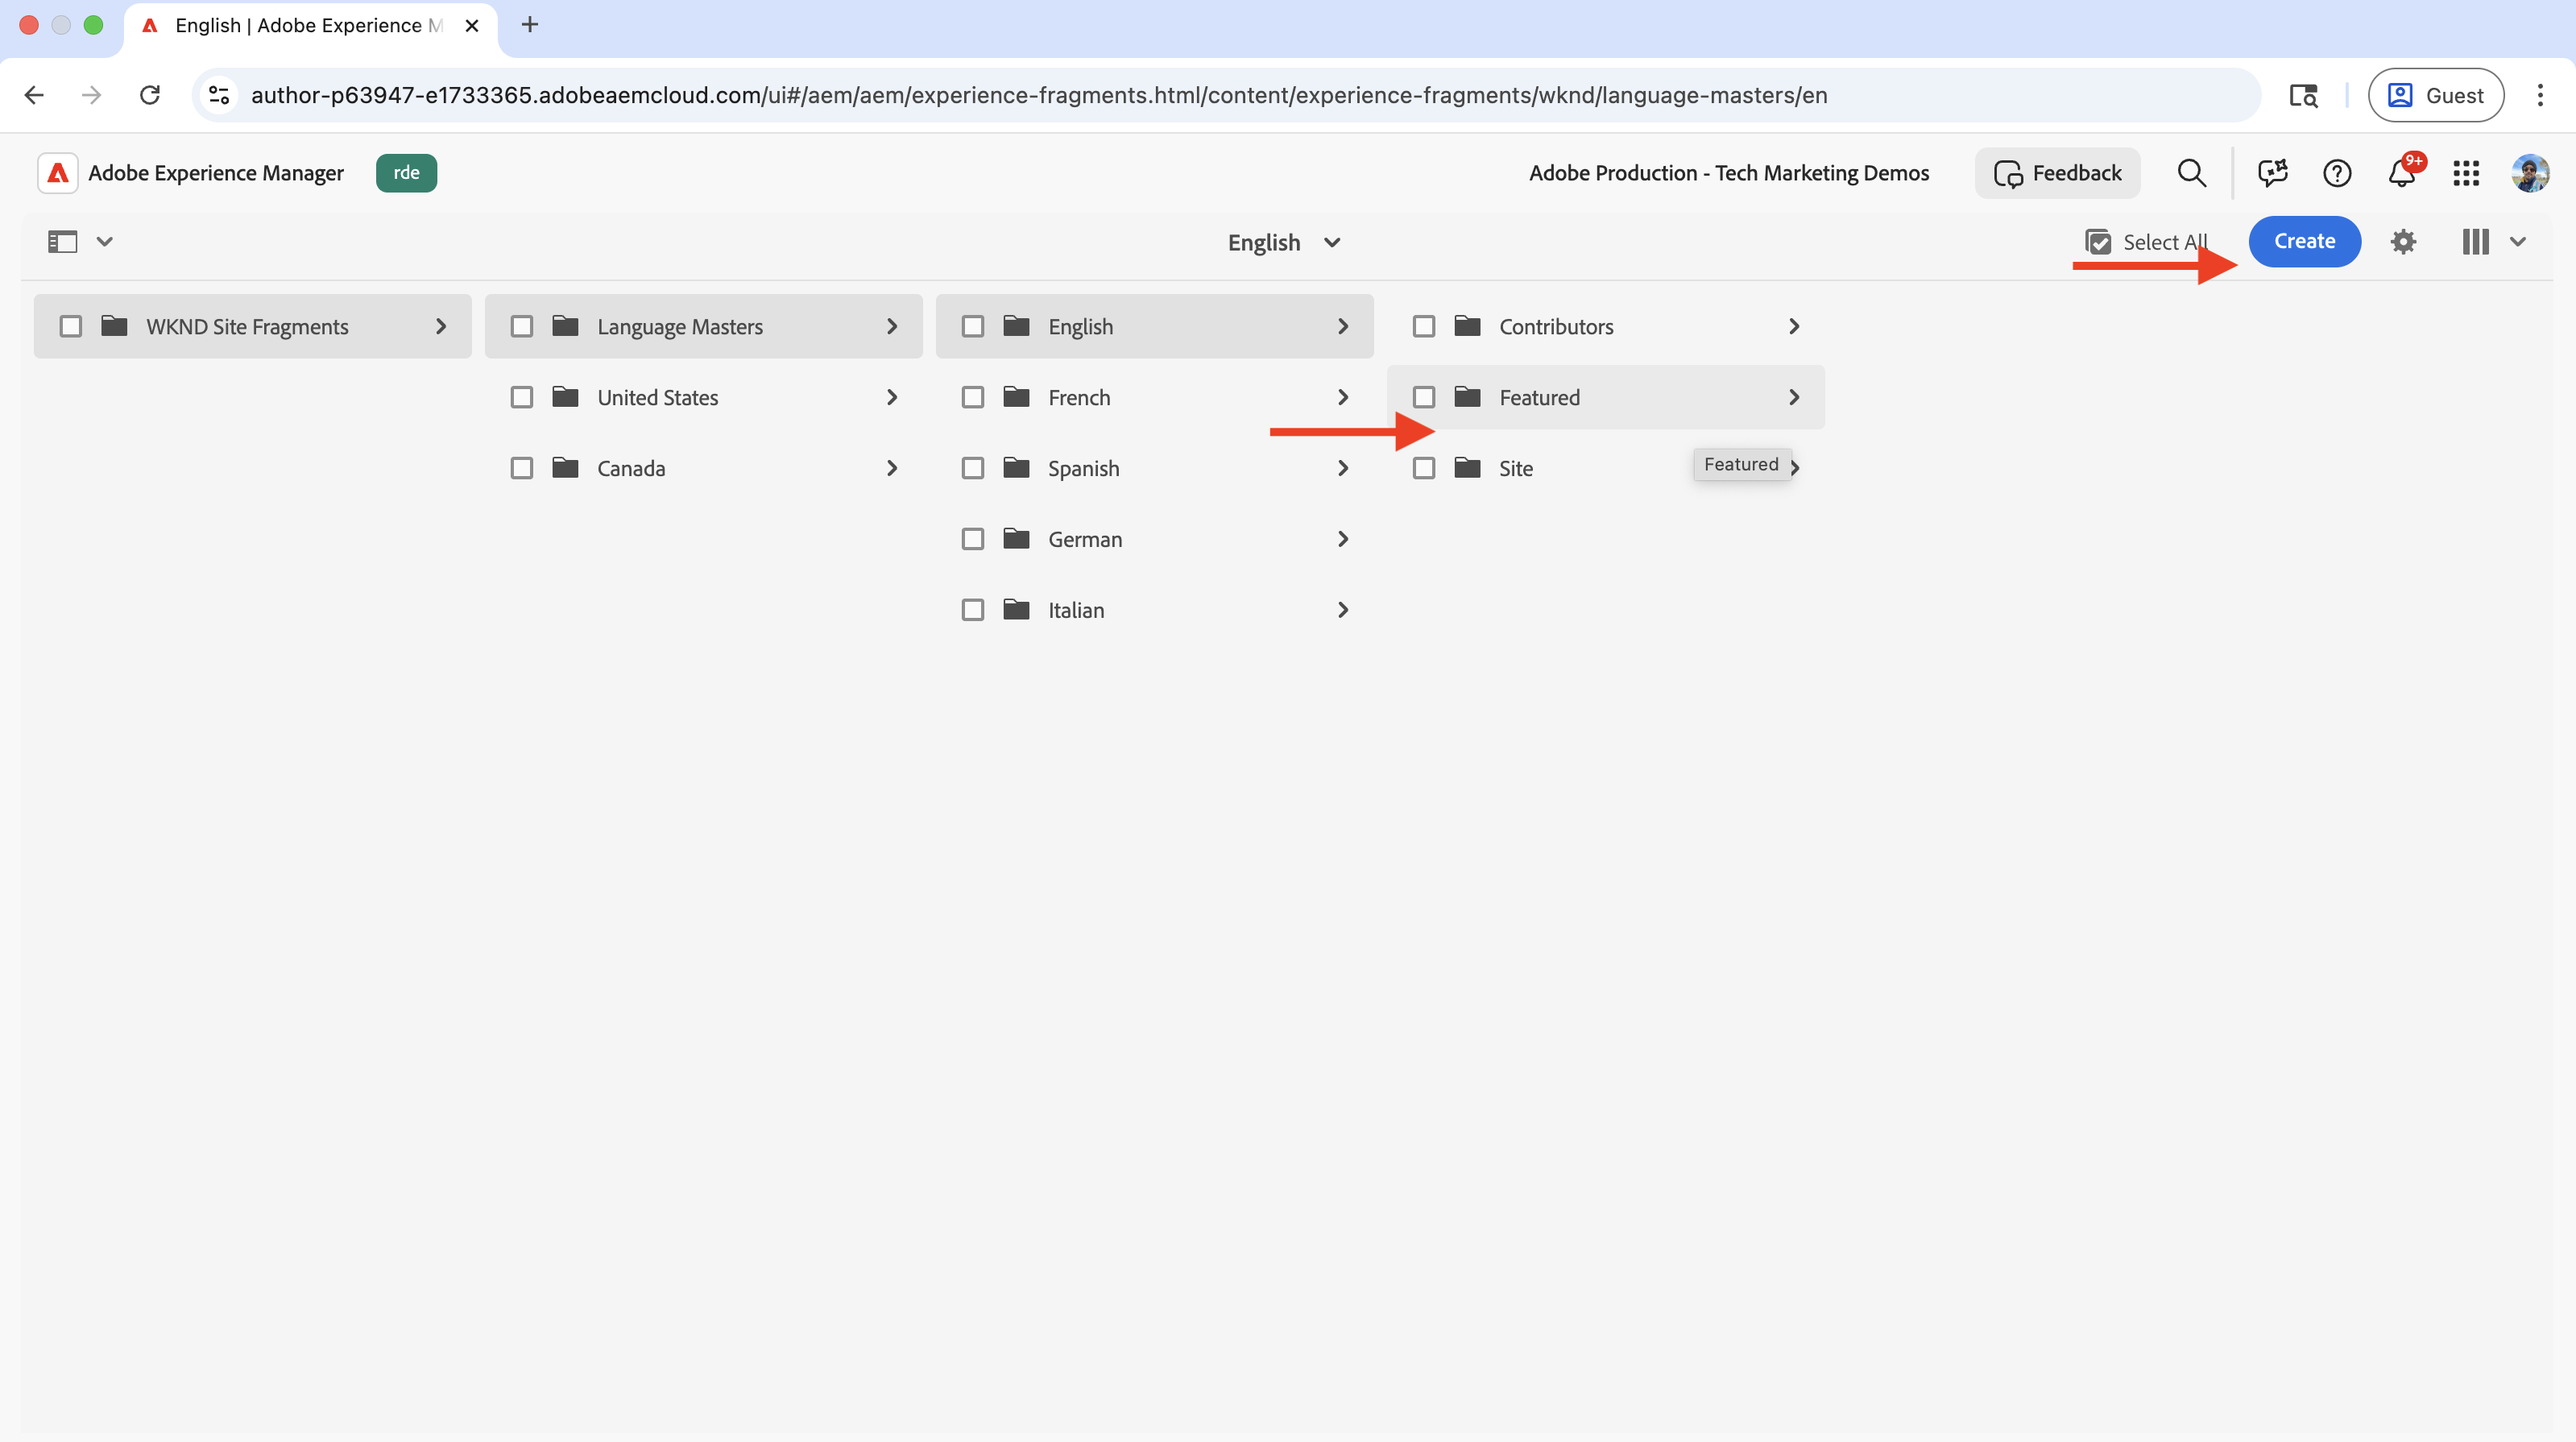 English | Adobe Experience M
author-p63947-e1733365.adobeaemcloud.com/ui#/aem/aem/experience-fragments.html/content/experience-fragments/wknd/language-masters/en
Guest
Adobe Experience Manager
rde
Adobe Production - Tech Marketing Demos
Feedback
9+
English
Select All
Create
WKND Site Fragments
Language Masters
English
Contributors
United States
French
Featured
Canada
Spanish
Site
Featured
German
Italian